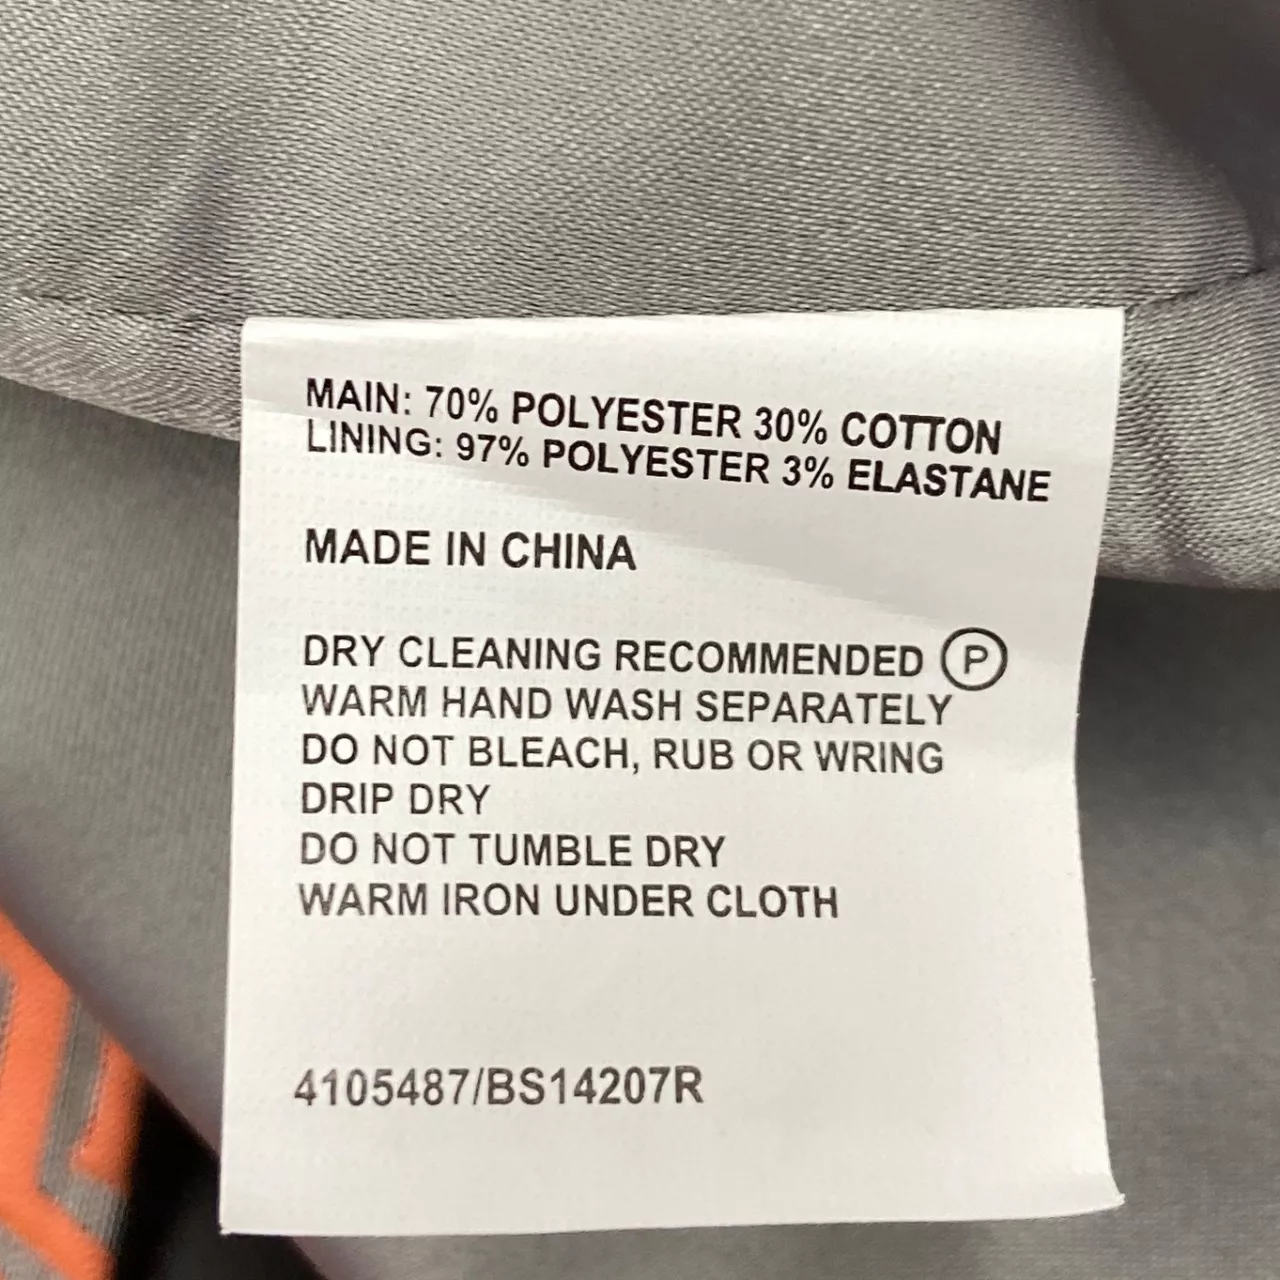 MAIN: 70% POLYESTER 30% COTTON
LINING: 97% POLYESTER 3% ELASTANE
MADE IN CHINA
DRY CLEANING RECOMMENDED P
WARM HAND WASH SEPARATELY
DO NOT BLEACH, RUB OR WRING
DRIP DRY
DO NOT TUMBLE DRY
WARM IRON UNDER CLOTH
4105487/BS14207R